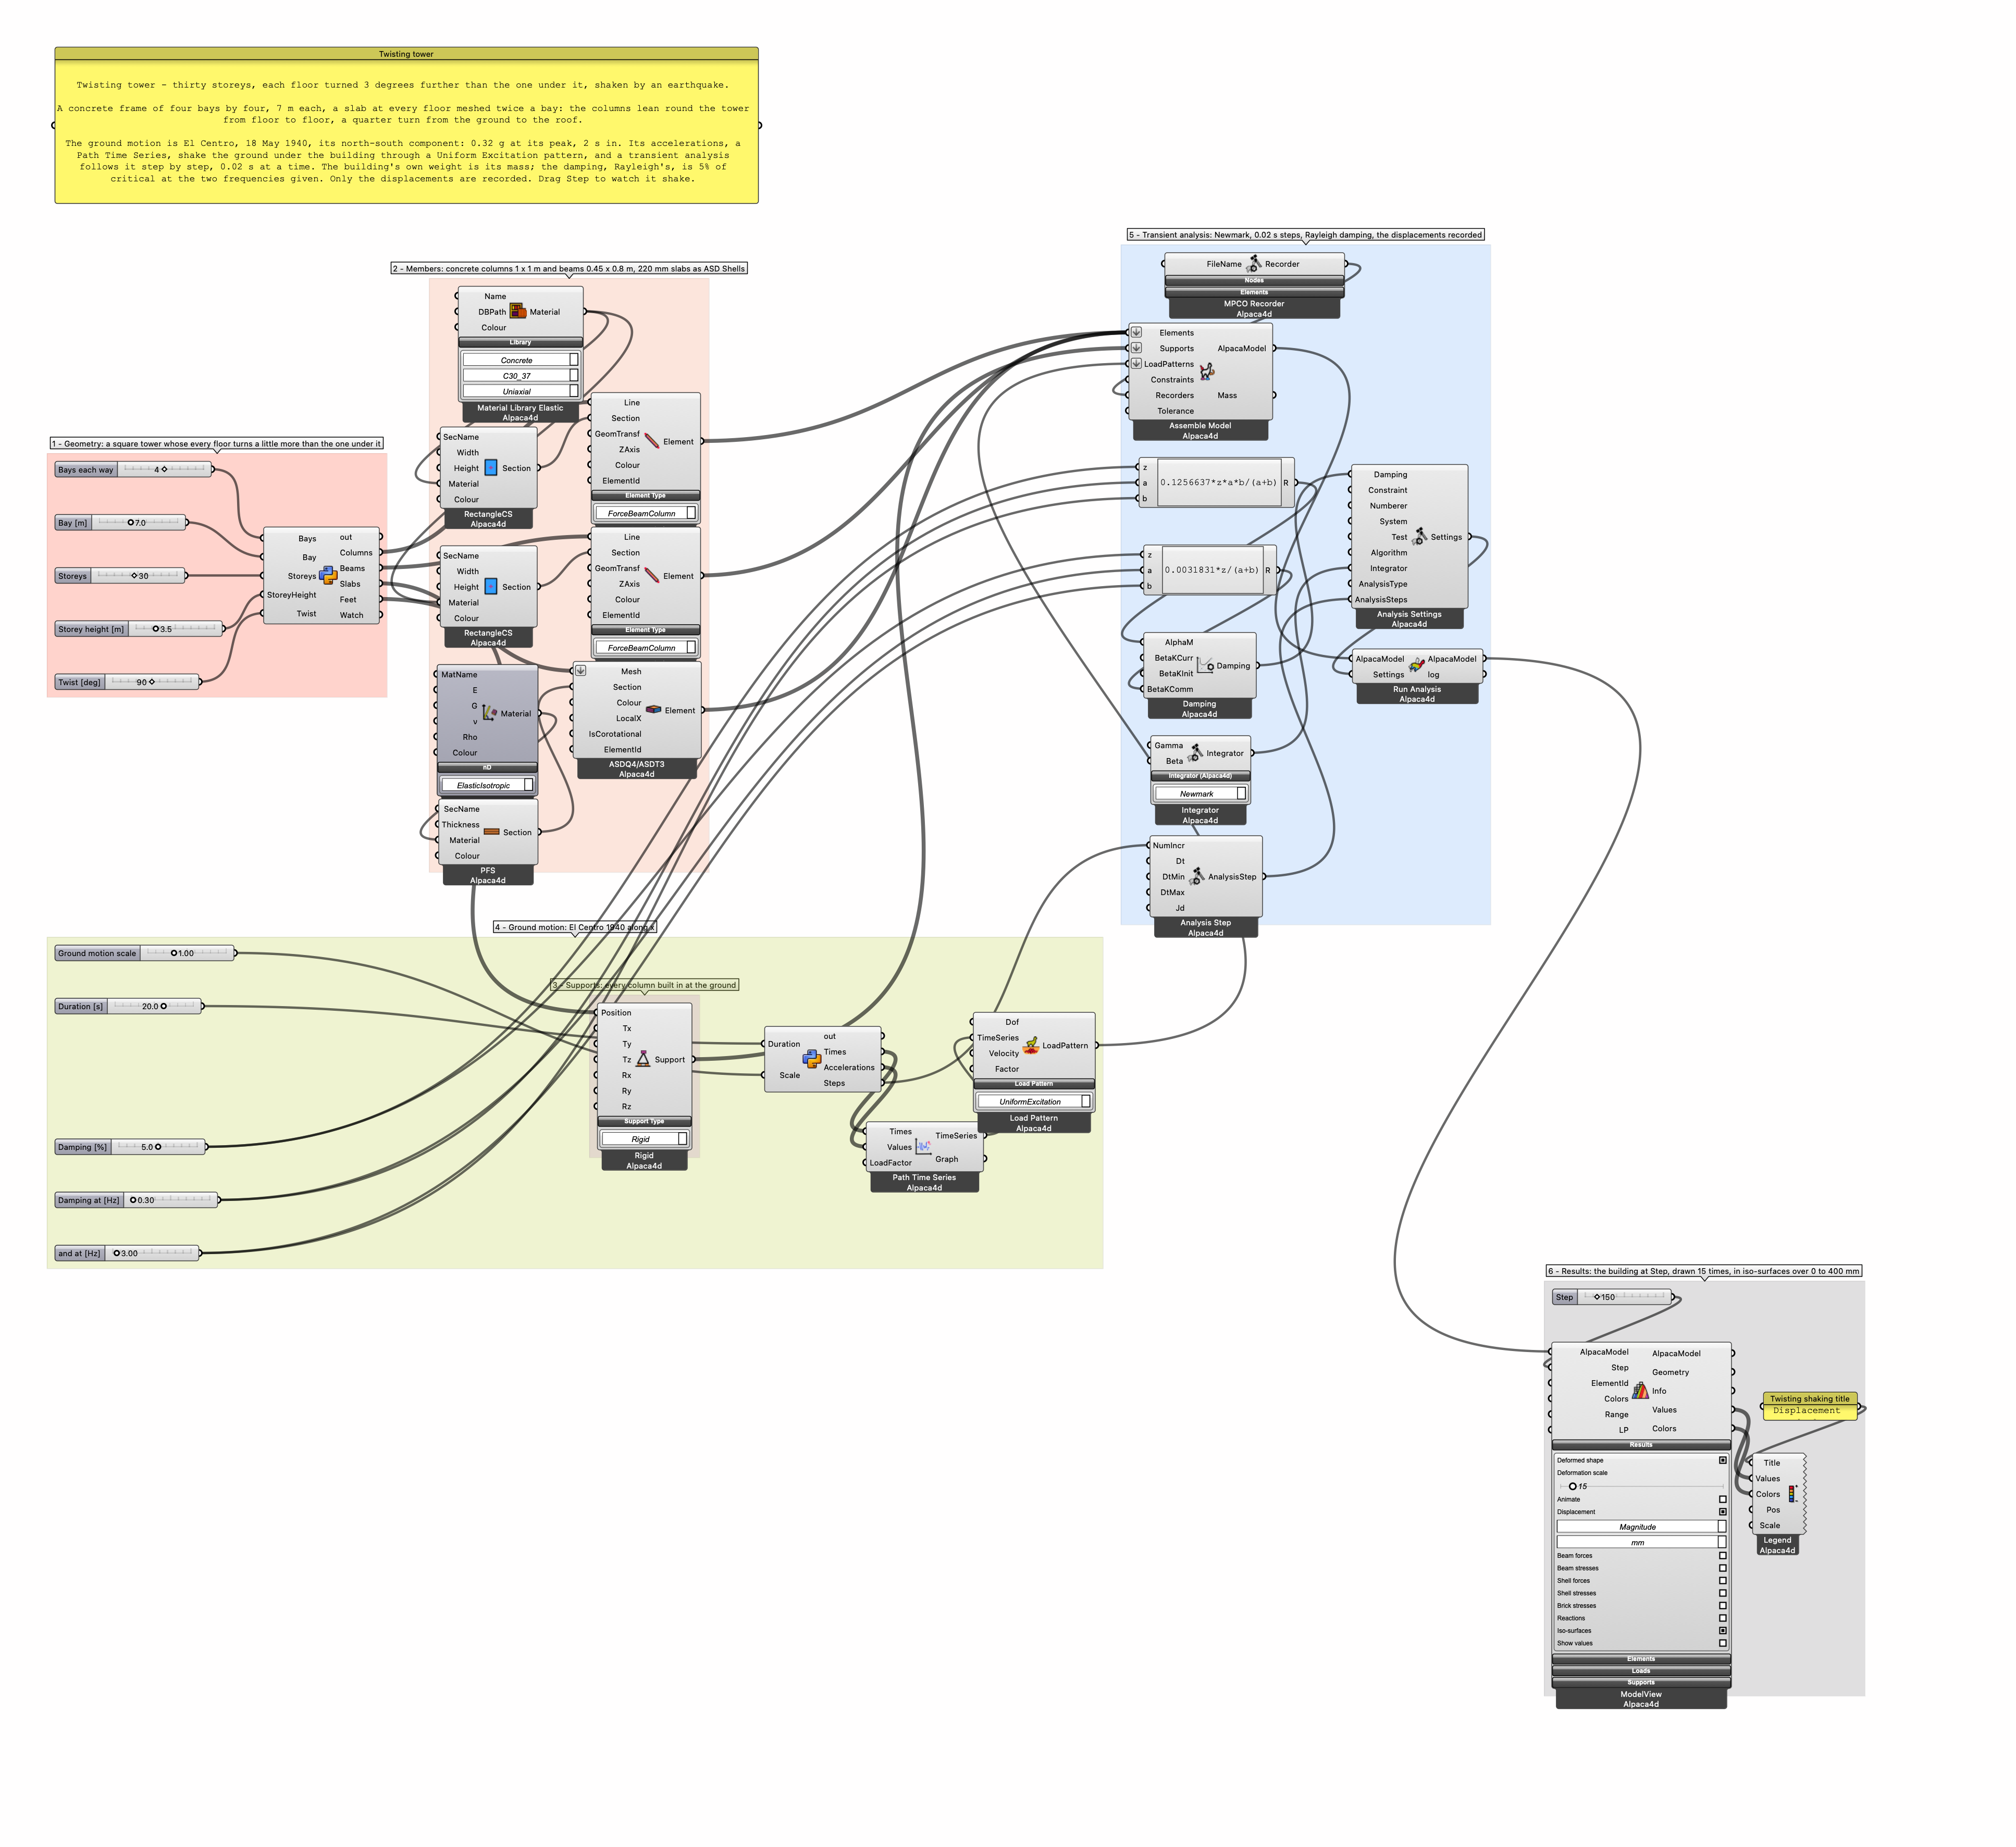 Twisting tower
Twisting tower - thirty storeys, each floor turned 3 degrees further than the one under it, shaken by an earthquake.
A concrete frame of four bays by four, 7 m each, a slab at every floor meshed twice a bay: the columns lean round the tower
from floor to floor, a quarter turn from the ground to the roof.
The ground motion is El Centro, 18 May 1940, its north-south component: 0.32 g at its peak, 2 s in. Its accelerations, a
Path Time Series, shake the ground under the building through a Uniform Excitation pattern, and a transient analysis
follows it step by step, 0.02 s at a time. The building's own weight is its mass; the damping, Rayleigh's, is 5% of
critical at the two frequencies given. Only the displacements are recorded. Drag Step to watch it shake.
1 - Geometry: a square tower whose every floor turns a little more than the one under it
Bays each way 4
Bay [m] 7.0
Storeys 30
Storey height [m] 3.5
Twist [deg] 90
Bays
Bay
Storeys
StoreyHeight
Twist
out
Columns
Beams
Slabs
Feet
Watch
2 - Members: concrete columns 1 x 1 m and beams 0.45 x 0.8 m, 220 mm slabs as ASD Shells
Name
DBPath
Colour
Material
Library
Concrete
C30_37
Uniaxial
Material Library Elastic
Alpaca4d
SecName
Width
Height
Material
Colour
Section
RectangleCS
Alpaca4d
SecName
Width
Height
Material
Colour
Section
RectangleCS
Alpaca4d
MatName
E
G
v
Rho
Colour
Material
nD
ElasticIsotropic
SecName
Thickness
Material
Colour
Section
PFS
Alpaca4d
Line
Section
GeomTransf
ZAxis
Colour
ElementId
Element
Element Type
ForceBeamColumn
Line
Section
GeomTransf
ZAxis
Colour
ElementId
Element
Element Type
ForceBeamColumn
Mesh
Section
Colour
LocalX
IsCorotational
ElementId
Element
ASDQ4/ASDT3
Alpaca4d
4 - Ground motion: El Centro 1940 along x
Ground motion scale 1.00
Duration [s] 20.0
Damping [%] 5.0
Damping at [Hz] 0.30
and at [Hz] 3.00
3 - Supports: every column built in at the ground
Position
Tx
Ty
Tz
Rx
Ry
Rz
Support
Support Type
Rigid
Rigid
Alpaca4d
Duration
Scale
out
Times
Accelerations
Steps
Times
Values
LoadFactor
TimeSeries
Graph
Path Time Series
Alpaca4d
Dof
TimeSeries
Velocity
Factor
LoadPattern
Load Pattern
UniformExcitation
Load Pattern
Alpaca4d
5 - Transient analysis: Newmark, 0.02 s steps, Rayleigh damping, the displacements recorded
FileName
Recorder
Nodes
Elements
MPCO Recorder
Alpaca4d
Elements
Supports
LoadPatterns
Constraints
Recorders
Tolerance
AlpacaModel
Mass
Assemble Model
Alpaca4d
z
a
b
0.1256637*z*a*b/(a+b)
R
z
a
b
0.0031831*z/(a+b)
R
AlphaM
BetaKCurr
BetaKInit
BetaKComm
Damping
Damping
Alpaca4d
Gamma
Beta
Integrator
Integrator (Alpaca4d)
Newmark
Integrator
Alpaca4d
NumIncr
Dt
DtMin
DtMax
Jd
AnalysisStep
Analysis Step
Alpaca4d
Damping
Constraint
Numberer
System
Test
Algorithm
Integrator
AnalysisType
AnalysisSteps
Settings
Analysis Settings
Alpaca4d
AlpacaModel
Settings
AlpacaModel
log
Run Analysis
Alpaca4d
6 - Results: the building at Step, drawn 15 times, in iso-surfaces over 0 to 400 mm
Step 150
AlpacaModel
Step
ElementId
Colors
Range
LP
AlpacaModel
Geometry
Info
Values
Colors
Results
Deformed shape
Deformation scale
15
Animate
Displacement
Magnitude
mm
Beam forces
Beam stresses
Shell forces
Shell stresses
Brick stresses
Reactions
Iso-surfaces
Show values
Elements
Loads
Supports
ModelView
Alpaca4d
Twisting shaking title
Displacement
Title
Values
Colors
Pos
Scale
Legend
Alpaca4d